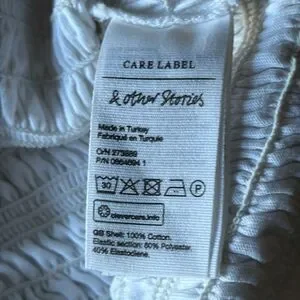 CARE LABEL
& other Stories
Made in Turkey
Fabriqué en Turquie
O/N 273889
P/N 0864694 1
30 P
clevercare.info
GB Shell: 100% Cotton.
Elastic section: 60% Polyester
40% Elastodiene.